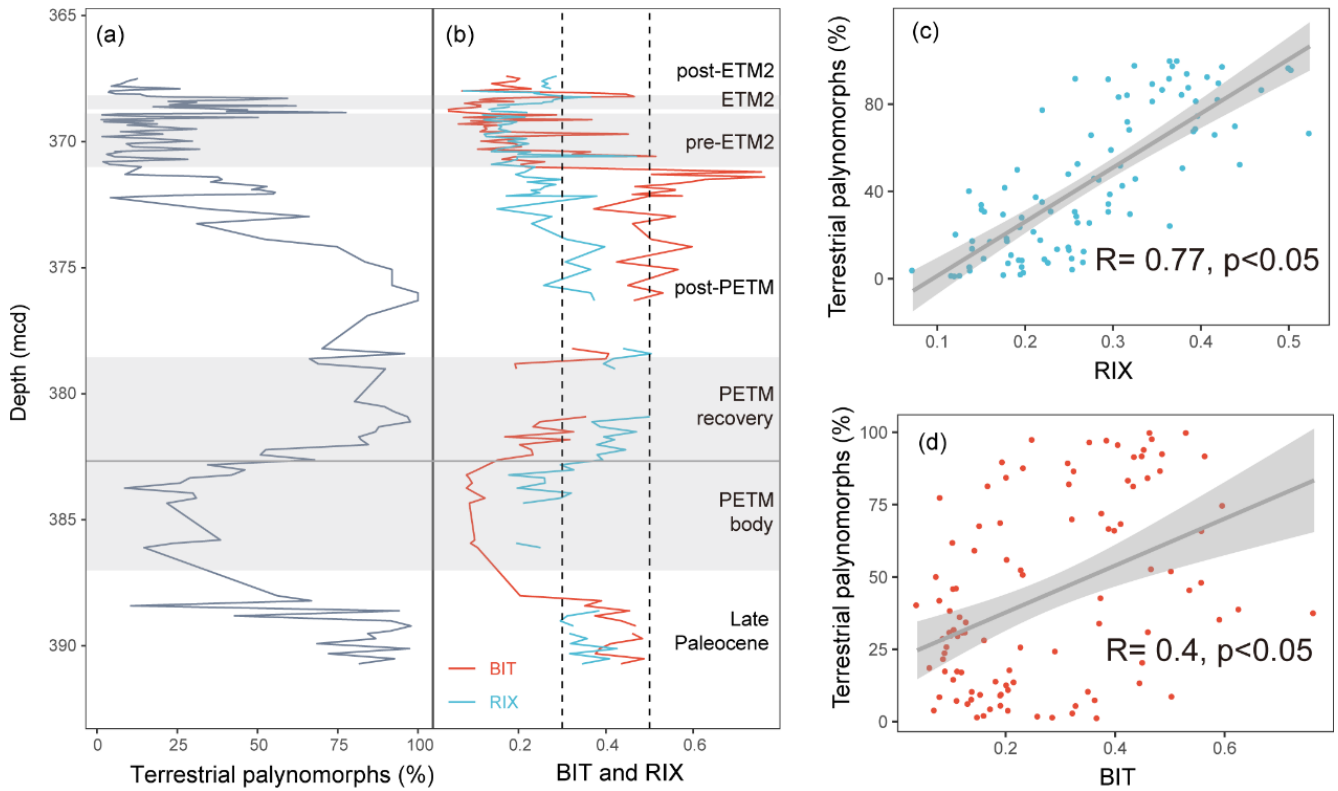 (a)
365
370
375
380
385
390
Depth (mcd)
0
25
50
75
100
Terrestrial palynomorphs (%)
(b)
post-ETM2
ETM2
pre-ETM2
post-PETM
PETM
recovery
PETM
body
Late
Paleocene
BIT
RIX
0.2
0.4
0.6
BIT and RIX
(c)
80
40
0
Terrestrial palynomorphs (%)
R= 0.77, p<0.05
0.1
0.2
0.3
0.4
0.5
RIX
(d)
100
75
50
25
0
Terrestrial palynomorphs (%)
R= 0.4, p<0.05
0.2
0.4
0.6
BIT